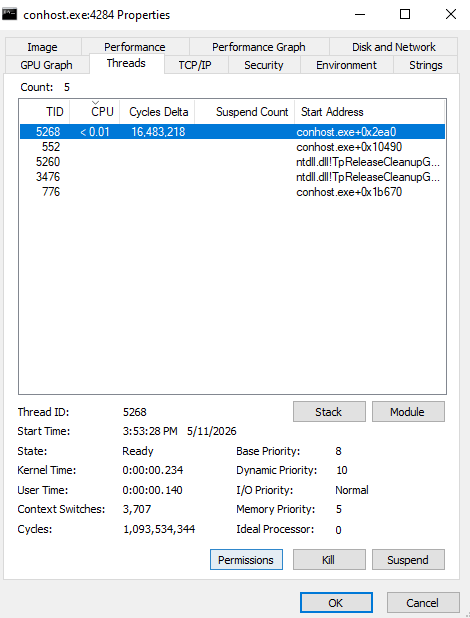 conhost.exe:4284 Properties
Image Performance Performance Graph Disk and Network
GPU Graph Threads TCP/IP Security Environment Strings
Count: 5
TID CPU Cycles Delta Suspend Count Start Address
5268 < 0.01 16,483,218 conhost.exe+0x2ea0
552 conhost.exe+0x10490
5260 ntdll.dll!TpReleaseCleanupG...
3476 ntdll.dll!TpReleaseCleanupG...
776 conhost.exe+0x1b670
Thread ID: 5268 Stack Module
Start Time: 3:53:28 PM 5/11/2026
State: Ready Base Priority: 8
Kernel Time: 0:00:00.234 Dynamic Priority: 10
User Time: 0:00:00.140 I/O Priority: Normal
Context Switches: 3,707 Memory Priority: 5
Cycles: 1,093,534,344 Ideal Processor: 0
Permissions Kill Suspend
OK Cancel